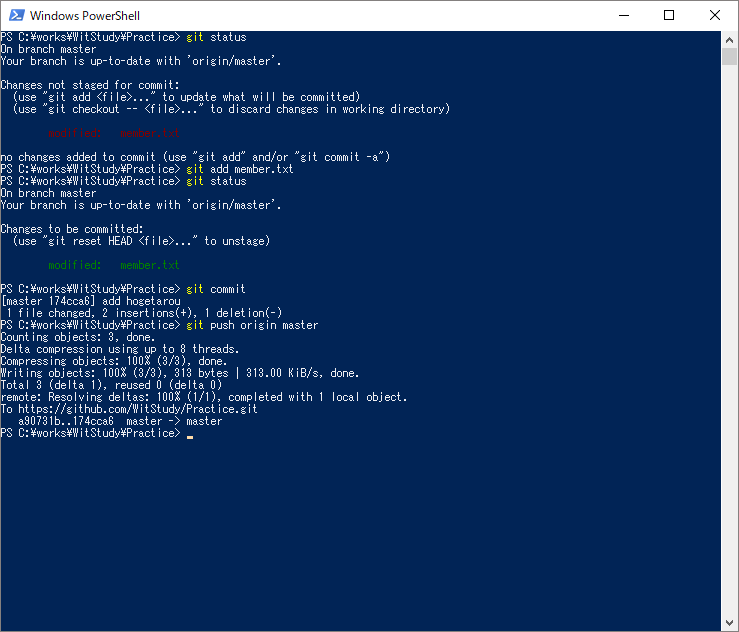 Windows PowerShell
PS C:¥works¥WitStudy¥Practice> git status
On branch master
Your branch is up-to-date with 'origin/master'.
Changes not staged for commit:
(use "git add <file>..." to update what will be committed)
(use "git checkout -- <file>..." to discard changes in working directory)
modified: member.txt
no changes added to commit (use "git add" and/or "git commit -a")
PS C:¥works¥WitStudy¥Practice> git add member.txt
PS C:¥works¥WitStudy¥Practice> git status
On branch master
Your branch is up-to-date with 'origin/master'.
Changes to be committed:
(use "git reset HEAD <file>..." to unstage)
modified: member.txt
PS C:¥works¥WitStudy¥Practice> git commit
[master 174cca6] add hogetarou
1 file changed, 2 insertions(+), 1 deletion(-)
PS C:¥works¥WitStudy¥Practice> git push origin master
Counting objects: 3, done.
Delta compression using up to 8 threads.
Compressing objects: 100% (3/3), done.
Writing objects: 100% (3/3), 313 bytes | 313.00 KiB/s, done.
Total 3 (delta 1), reused 0 (delta 0)
remote: Resolving deltas: 100% (1/1), completed with 1 local object.
To https://github.com/WitStudy/Practice.git
a90731b..174cca6 master -> master
PS C:¥works¥WitStudy¥Practice>